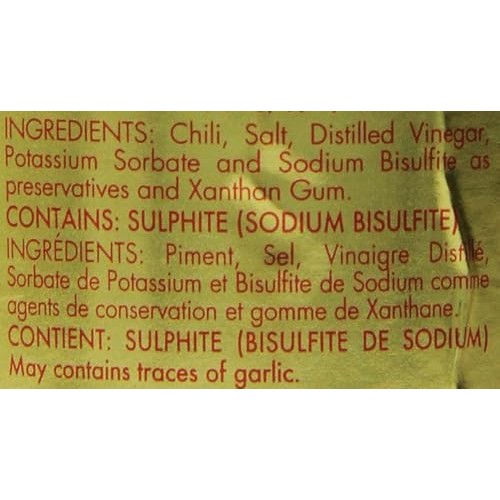 INGREDIENTS: Chili, Salt, Distilled Vinegar,
Potassium Sorbate and Sodium Bisulfite as
preservatives and Xanthan Gum.
CONTAINS: SULPHITE (SODIUM BISULFITE)
INGRÉDIENTS: Piment, Sel, Vinaigre Distillé,
Sorbate de Potassium et Bisulfite de Sodium comme
agents de conservation et gomme de Xanthane.
CONTIENT: SULPHITE (BISULFITE DE SODIUM)
May contains traces of garlic.